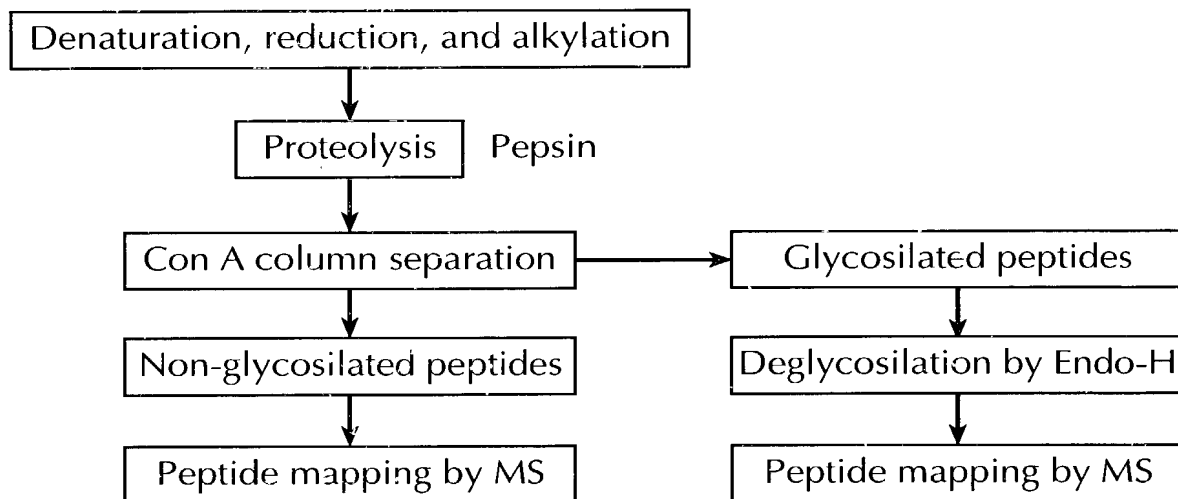 Denaturation, reduction, and alkylation
Proteolysis Pepsin
Con A column separation
Glycosilated peptides
Non-glycosilated peptides
Deglycosilation by Endo-H
Peptide mapping by MS
Peptide mapping by MS